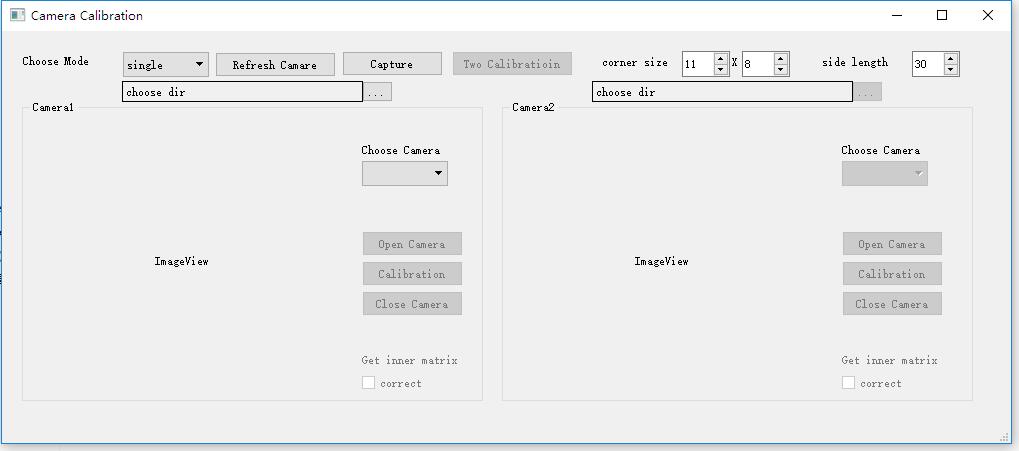 Camera Calibration
Choose Mode single Refresh Camare Capture Two Calibratioin corner size 11 X 8 side length 30
choose dir ... choose dir ...
Camera1
Choose Camera
ImageView
Open Camera
Calibration
Close Camera
Get inner matrix
correct
Camera2
Choose Camera
ImageView
Open Camera
Calibration
Close Camera
Get inner matrix
correct